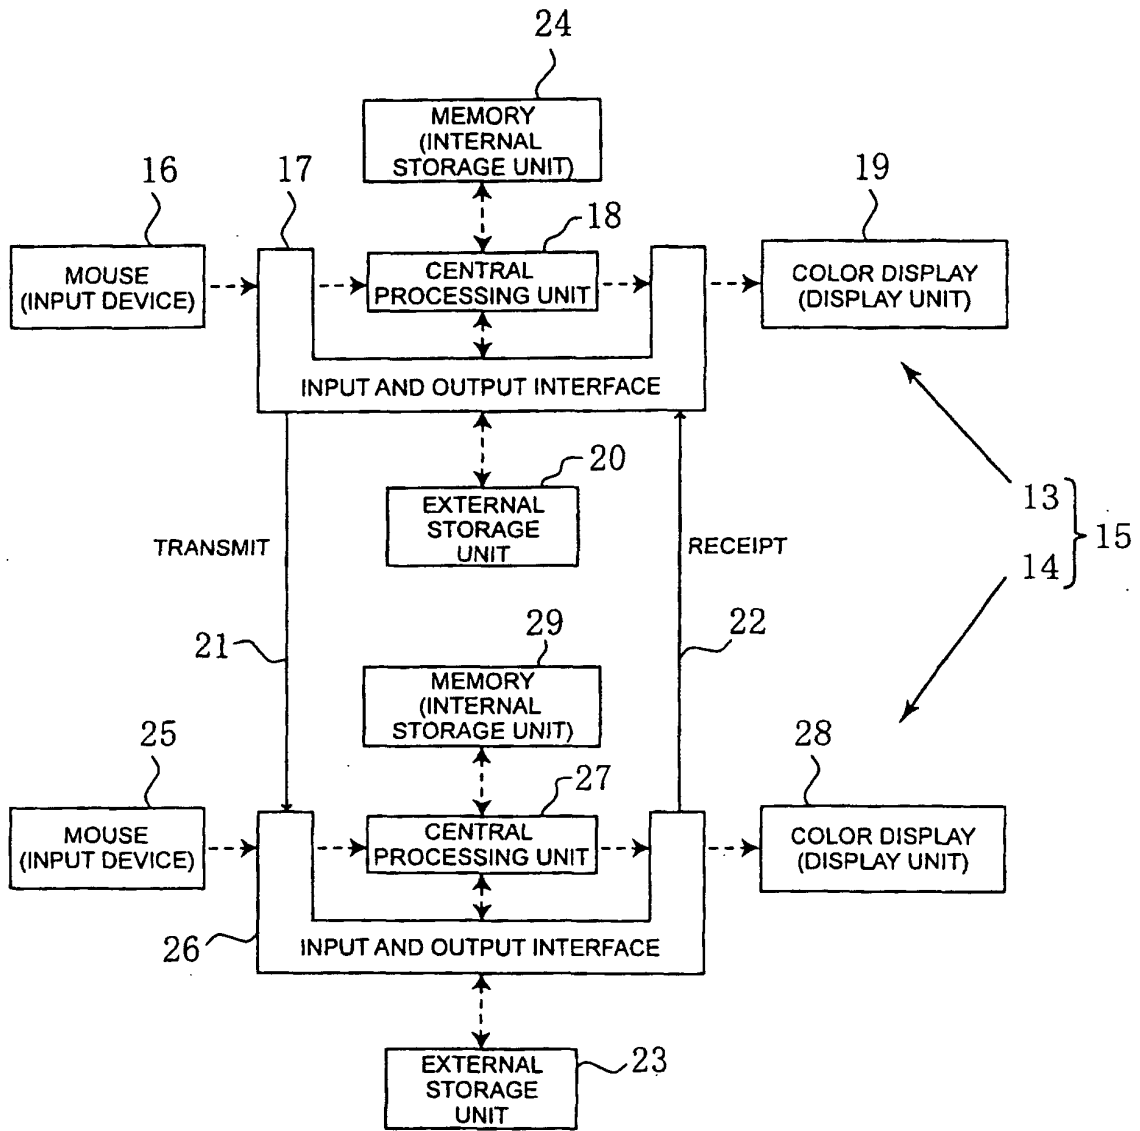 24
MEMORY
(INTERNAL
STORAGE UNIT)
16
17
18
19
MOUSE
(INPUT DEVICE)
CENTRAL
PROCESSING UNIT
COLOR DISPLAY
(DISPLAY UNIT)
INPUT AND OUTPUT INTERFACE
20
EXTERNAL
STORAGE
UNIT
13
14
15
TRANSMIT
RECEIPT
21
22
29
MEMORY
(INTERNAL
STORAGE UNIT)
25
27
28
MOUSE
(INPUT DEVICE)
CENTRAL
PROCESSING UNIT
COLOR DISPLAY
(DISPLAY UNIT)
26
INPUT AND OUTPUT INTERFACE
EXTERNAL
STORAGE
UNIT
23